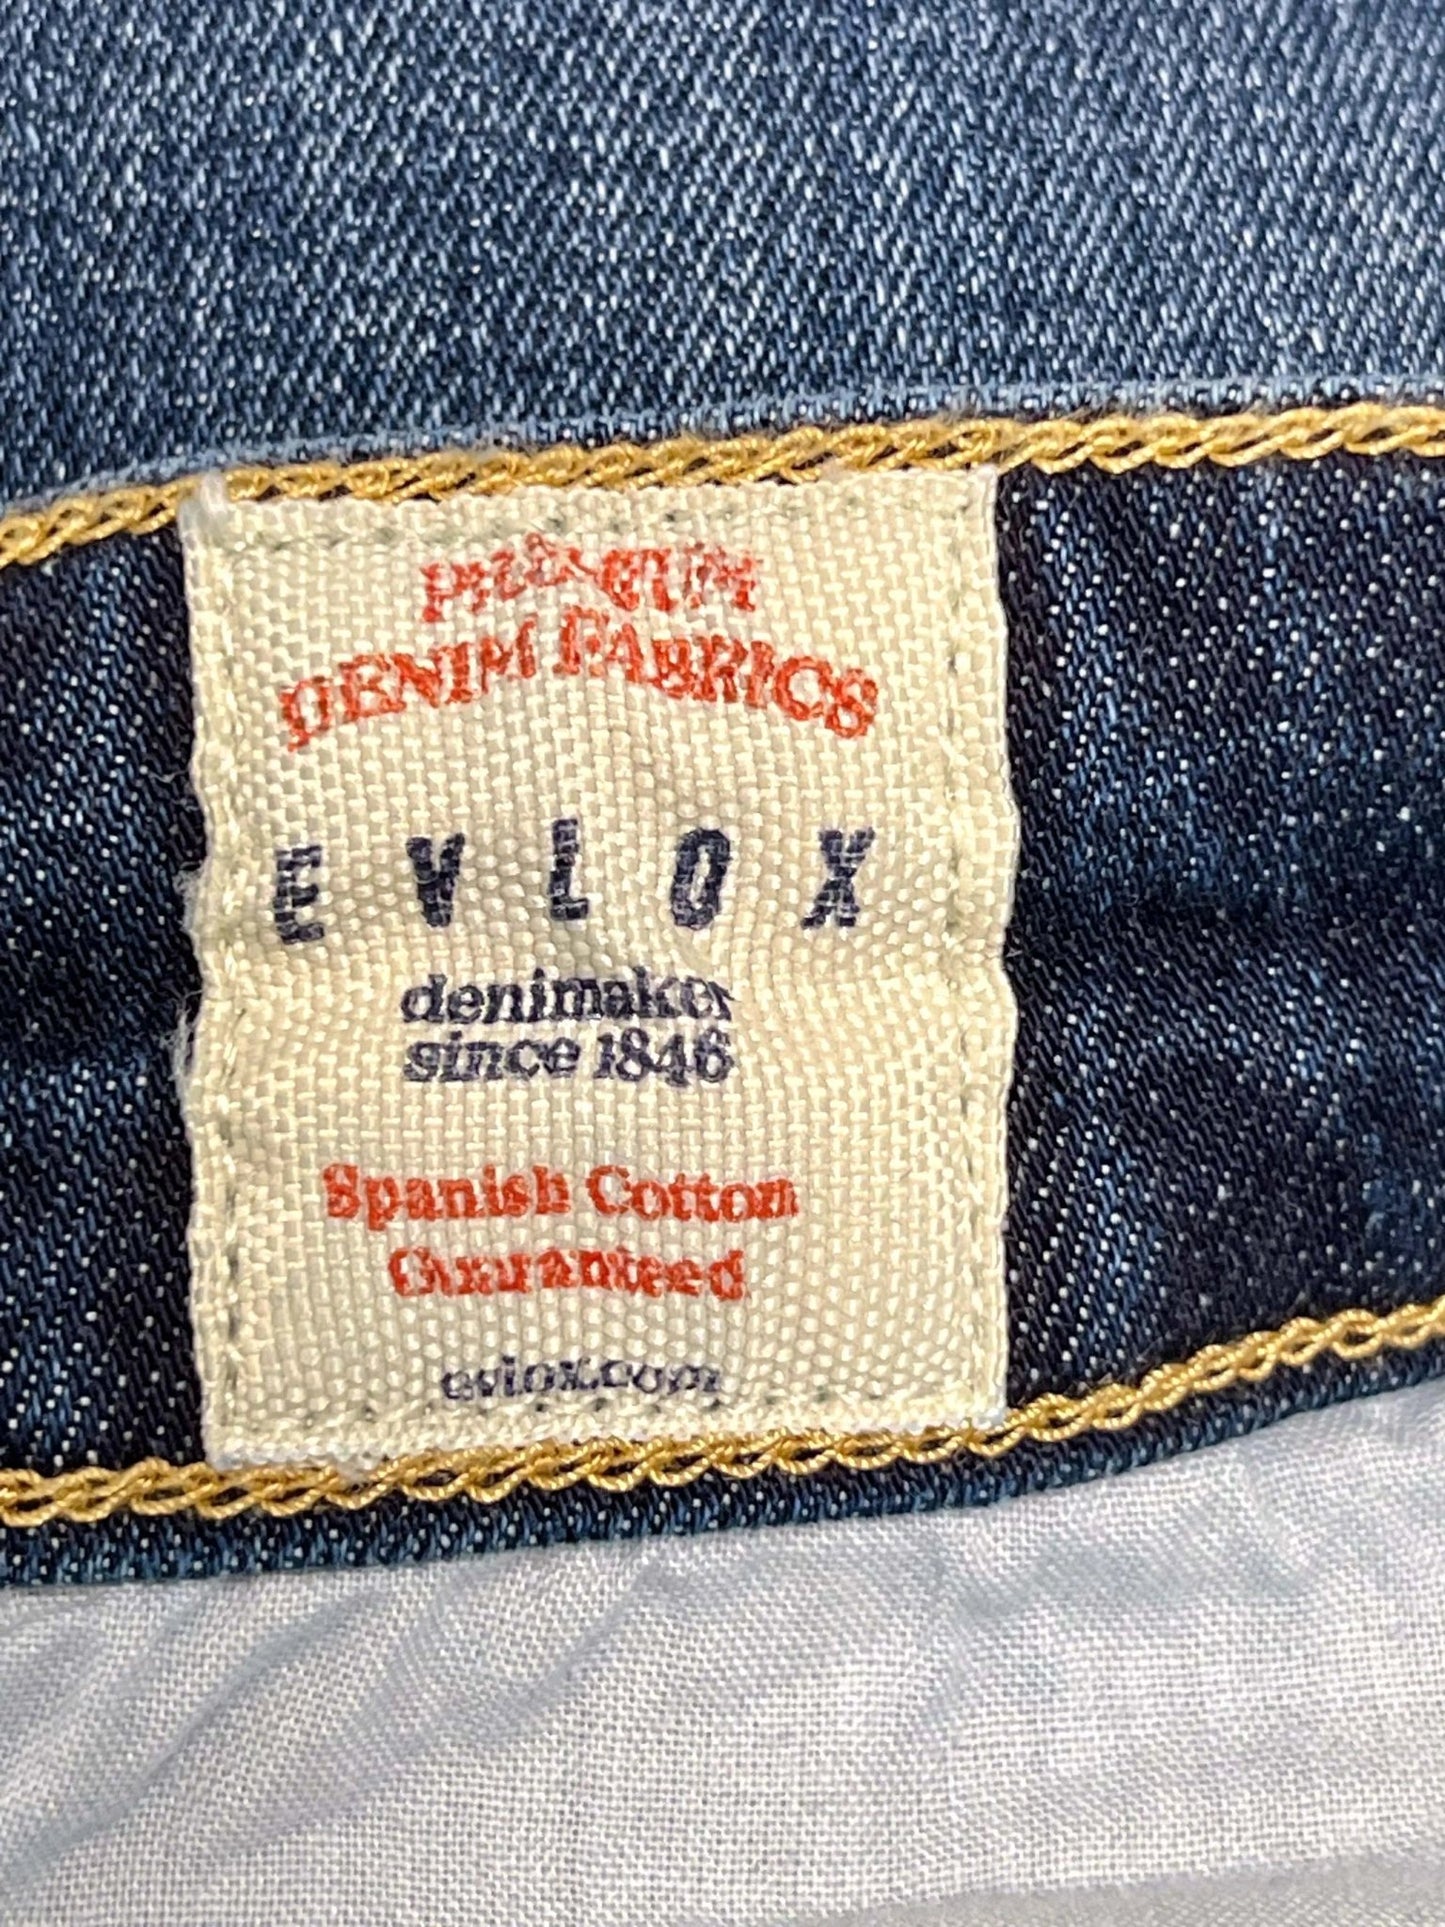 PREMIUM
DENIM FABRICS
EVLOX
denimaker
since 1846
Spanish Cotton
Guaranteed
evlox.com